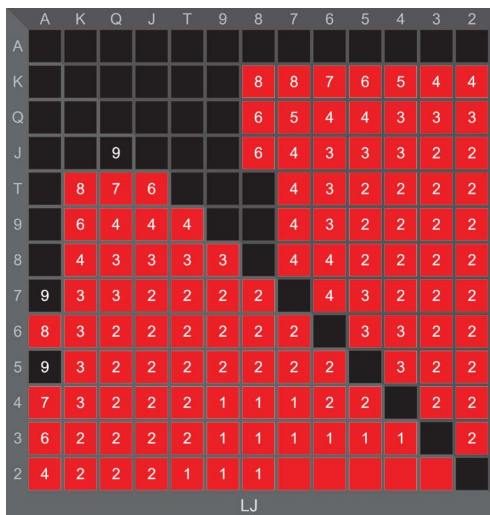 A K Q J T 9 8 7 6 5 4 3 2
A
K 8 8 7 6 5 4 4
Q 6 5 4 4 3 3 3
J 9 6 4 3 3 3 2 2
T 8 7 6 4 3 2 2 2 2
9 6 4 4 4 4 3 2 2 2 2
8 4 3 3 3 3 4 4 2 2 2 2
7 9 3 3 2 2 2 2 4 3 2 2 2
6 8 3 2 2 2 2 2 2 3 3 2 2
5 9 3 2 2 2 2 2 2 2 3 2 2
4 7 3 2 2 2 1 1 1 2 2 2 2
3 6 2 2 2 2 1 1 1 1 1 1 2
2 4 2 2 2 1 1 1
LJ